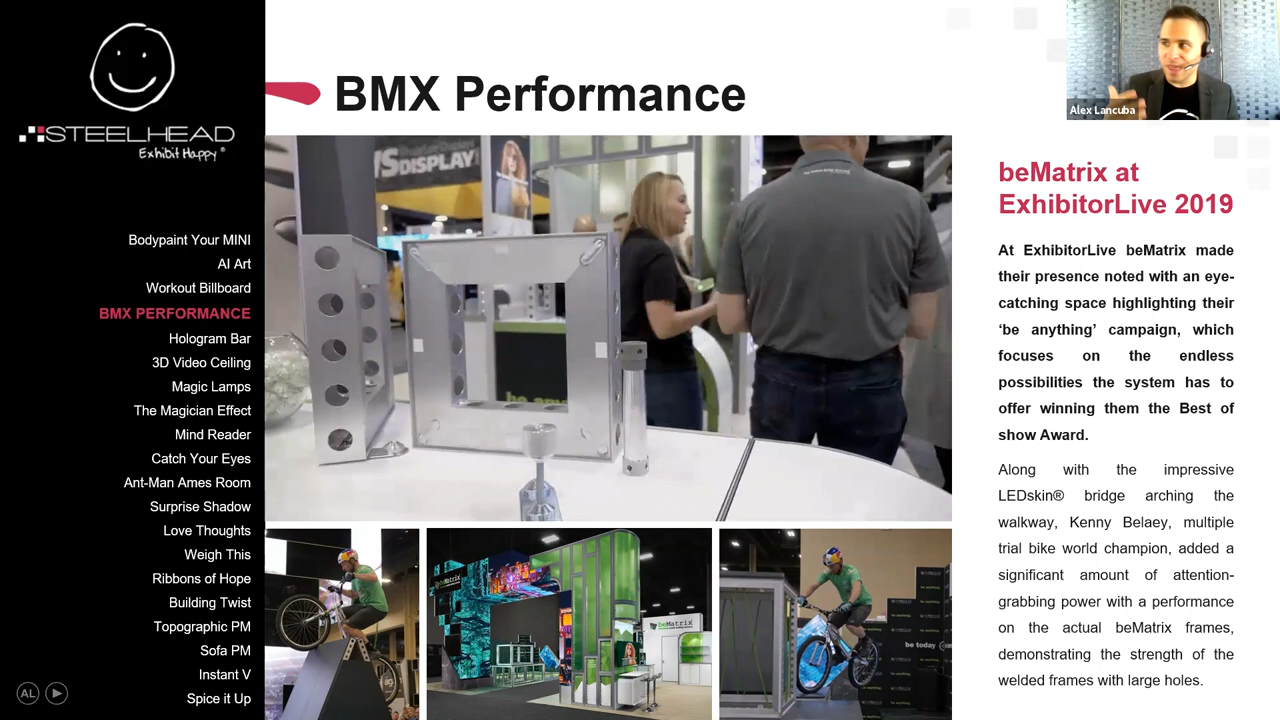 STEELHEAD
Exhibit Happy®
Bodypaint Your MINI
AI Art
Workout Billboard
BMX PERFORMANCE
Hologram Bar
3D Video Ceiling
Magic Lamps
The Magician Effect
Mind Reader
Catch Your Eyes
Ant-Man Ames Room
Surprise Shadow
Love Thoughts
Weigh This
Ribbons of Hope
Building Twist
Topographic PM
Sofa PM
Instant V
Spice it Up
AL
BMX Performance
DISPLAY
beMatrix
beMatrix
be today
Alex Lancuba
beMatrix at
ExhibitorLive 2019
At ExhibitorLive beMatrix made
their presence noted with an eye-
catching space highlighting their
‘be anything’ campaign, which
focuses on the endless
possibilities the system has to
offer winning them the Best of
show Award.
Along with the impressive
LEDskin® bridge arching the
walkway, Kenny Belaey, multiple
trial bike world champion, added a
significant amount of attention-
grabbing power with a performance
on the actual beMatrix frames,
demonstrating the strength of the
welded frames with large holes.